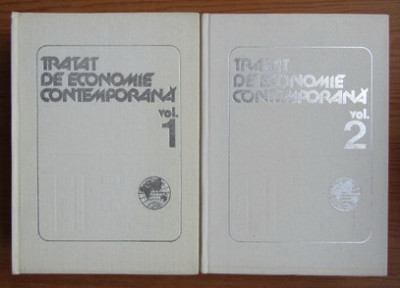 TRATAT
DE ECONOMIE
CONTEMPORANĂ
vol.
1
TRATAT
DE ECONOMIE
CONTEMPORANĂ
vol.
2